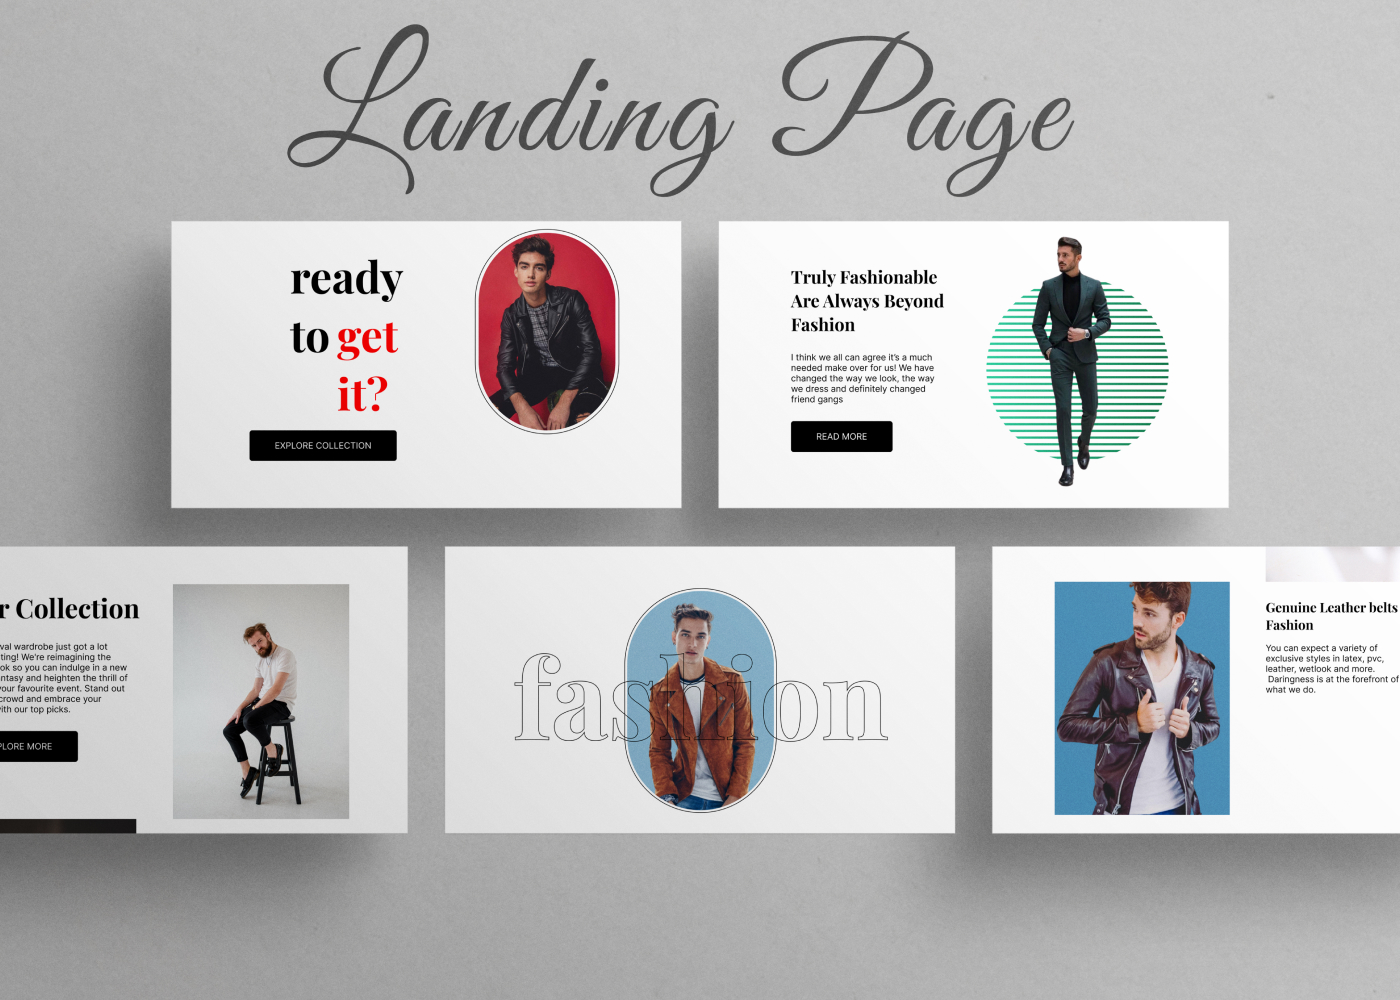 Landing Page
ready
to get
it?
EXPLORE COLLECTION
Truly Fashionable
Are Always Beyond
Fashion
I think we all can agree it's a much
needed make over for us! We have
changed the way we look, the way
we dress and definitely changed
friend gangs
READ MORE
r Collection
val wardrobe just got a lot
ting! We're reimagining the
ok so you can indulge in a new
ntasy and heighten the thrill of
your favourite event. Stand out
crowd and embrace your
ith our top picks.
PLORE MORE
fashion
Genuine Leather belts
Fashion
You can expect a variety of
exclusive styles in latex, pvc,
leather, wetlook and more.
Daringness is at the forefront of
what we do.